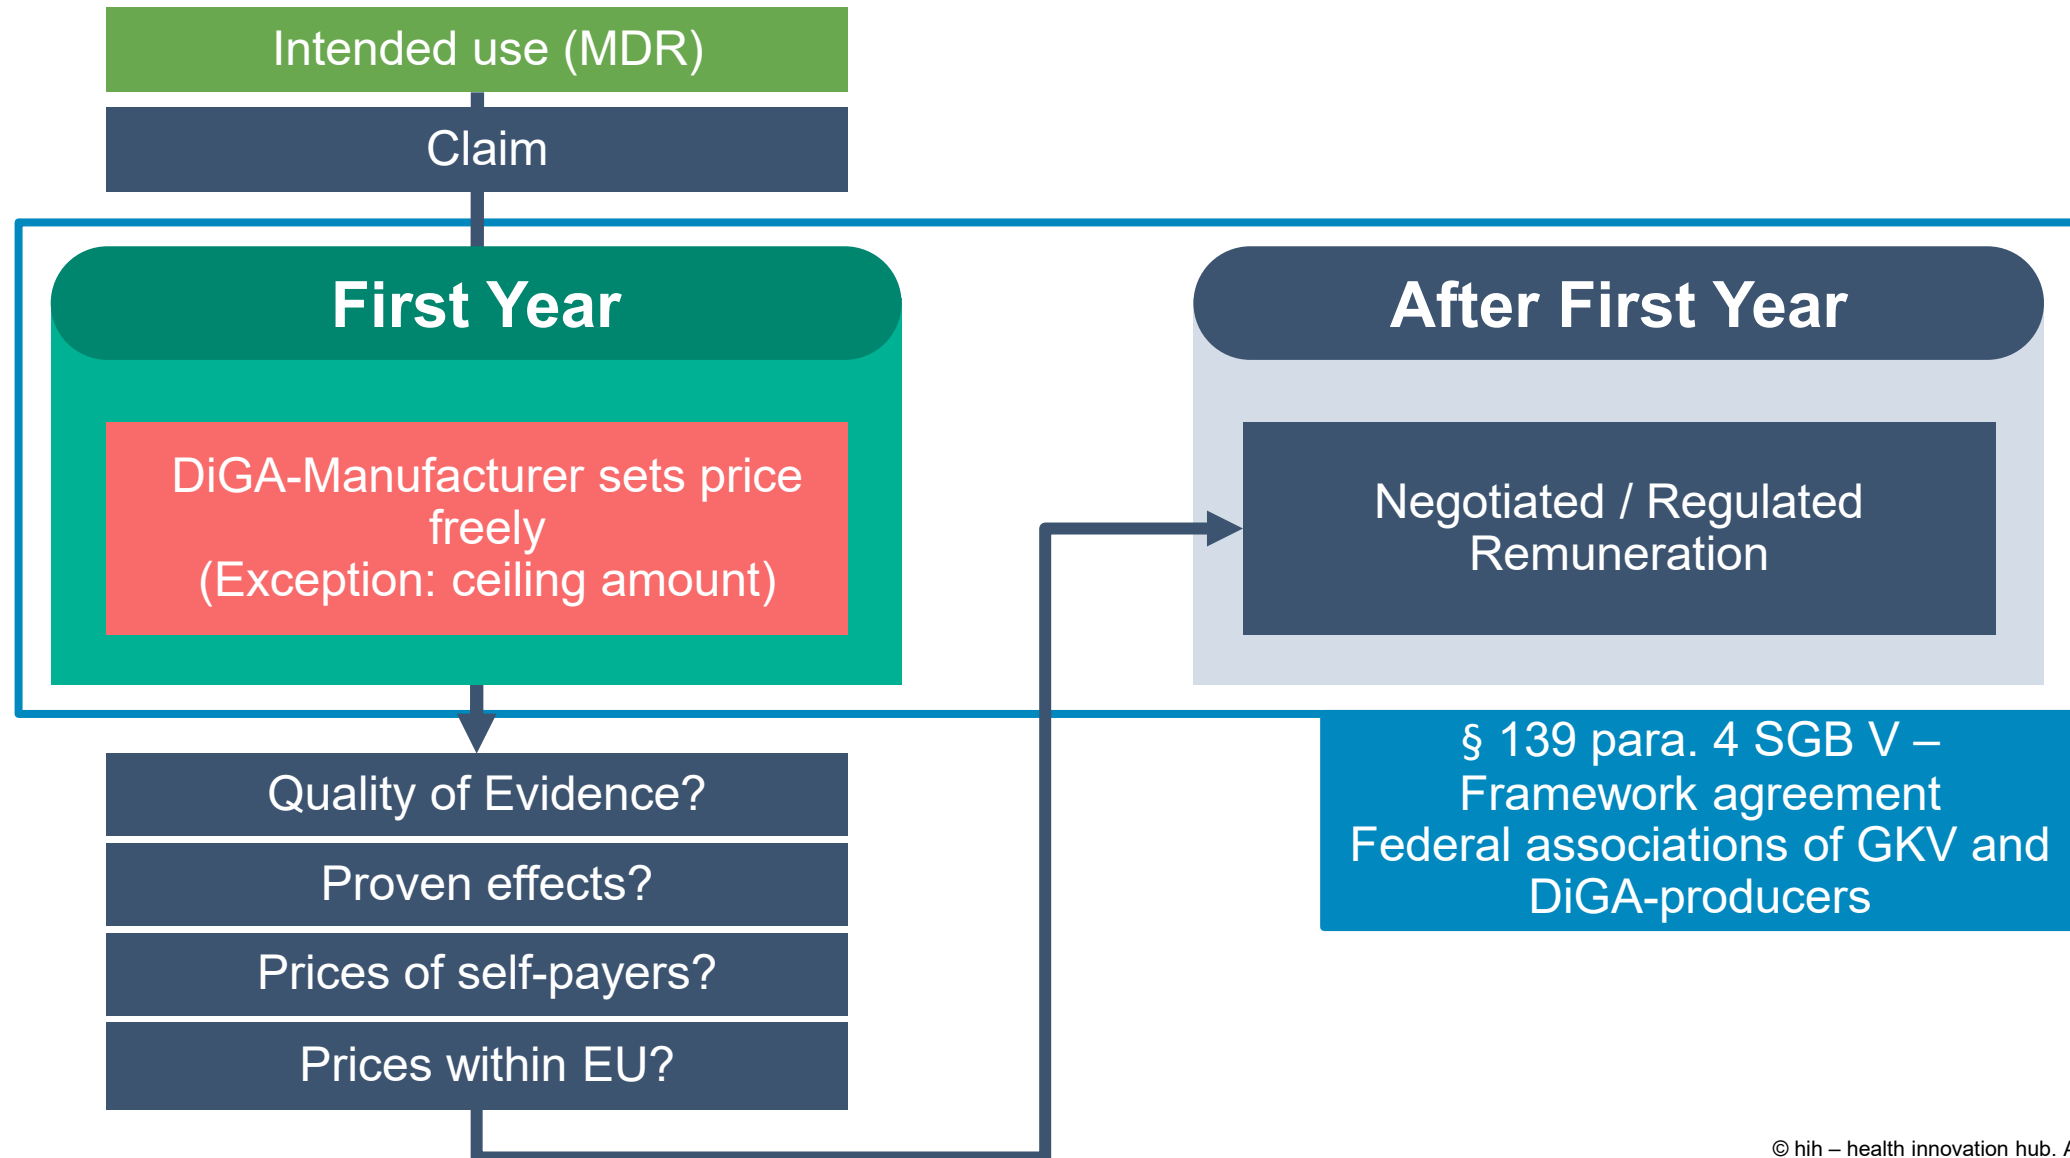 Intended use (MDR)
Claim
First Year
DiGA-Manufacturer sets price
freely
(Exception: ceiling amount)
After First Year
Negotiated / Regulated
Remuneration
§ 139 para. 4 SGB V –
Framework agreement
Federal associations of GKV and
DiGA-producers
Quality of Evidence?
Proven effects?
Prices of self-payers?
Prices within EU?
© hih – health innovation hub. A